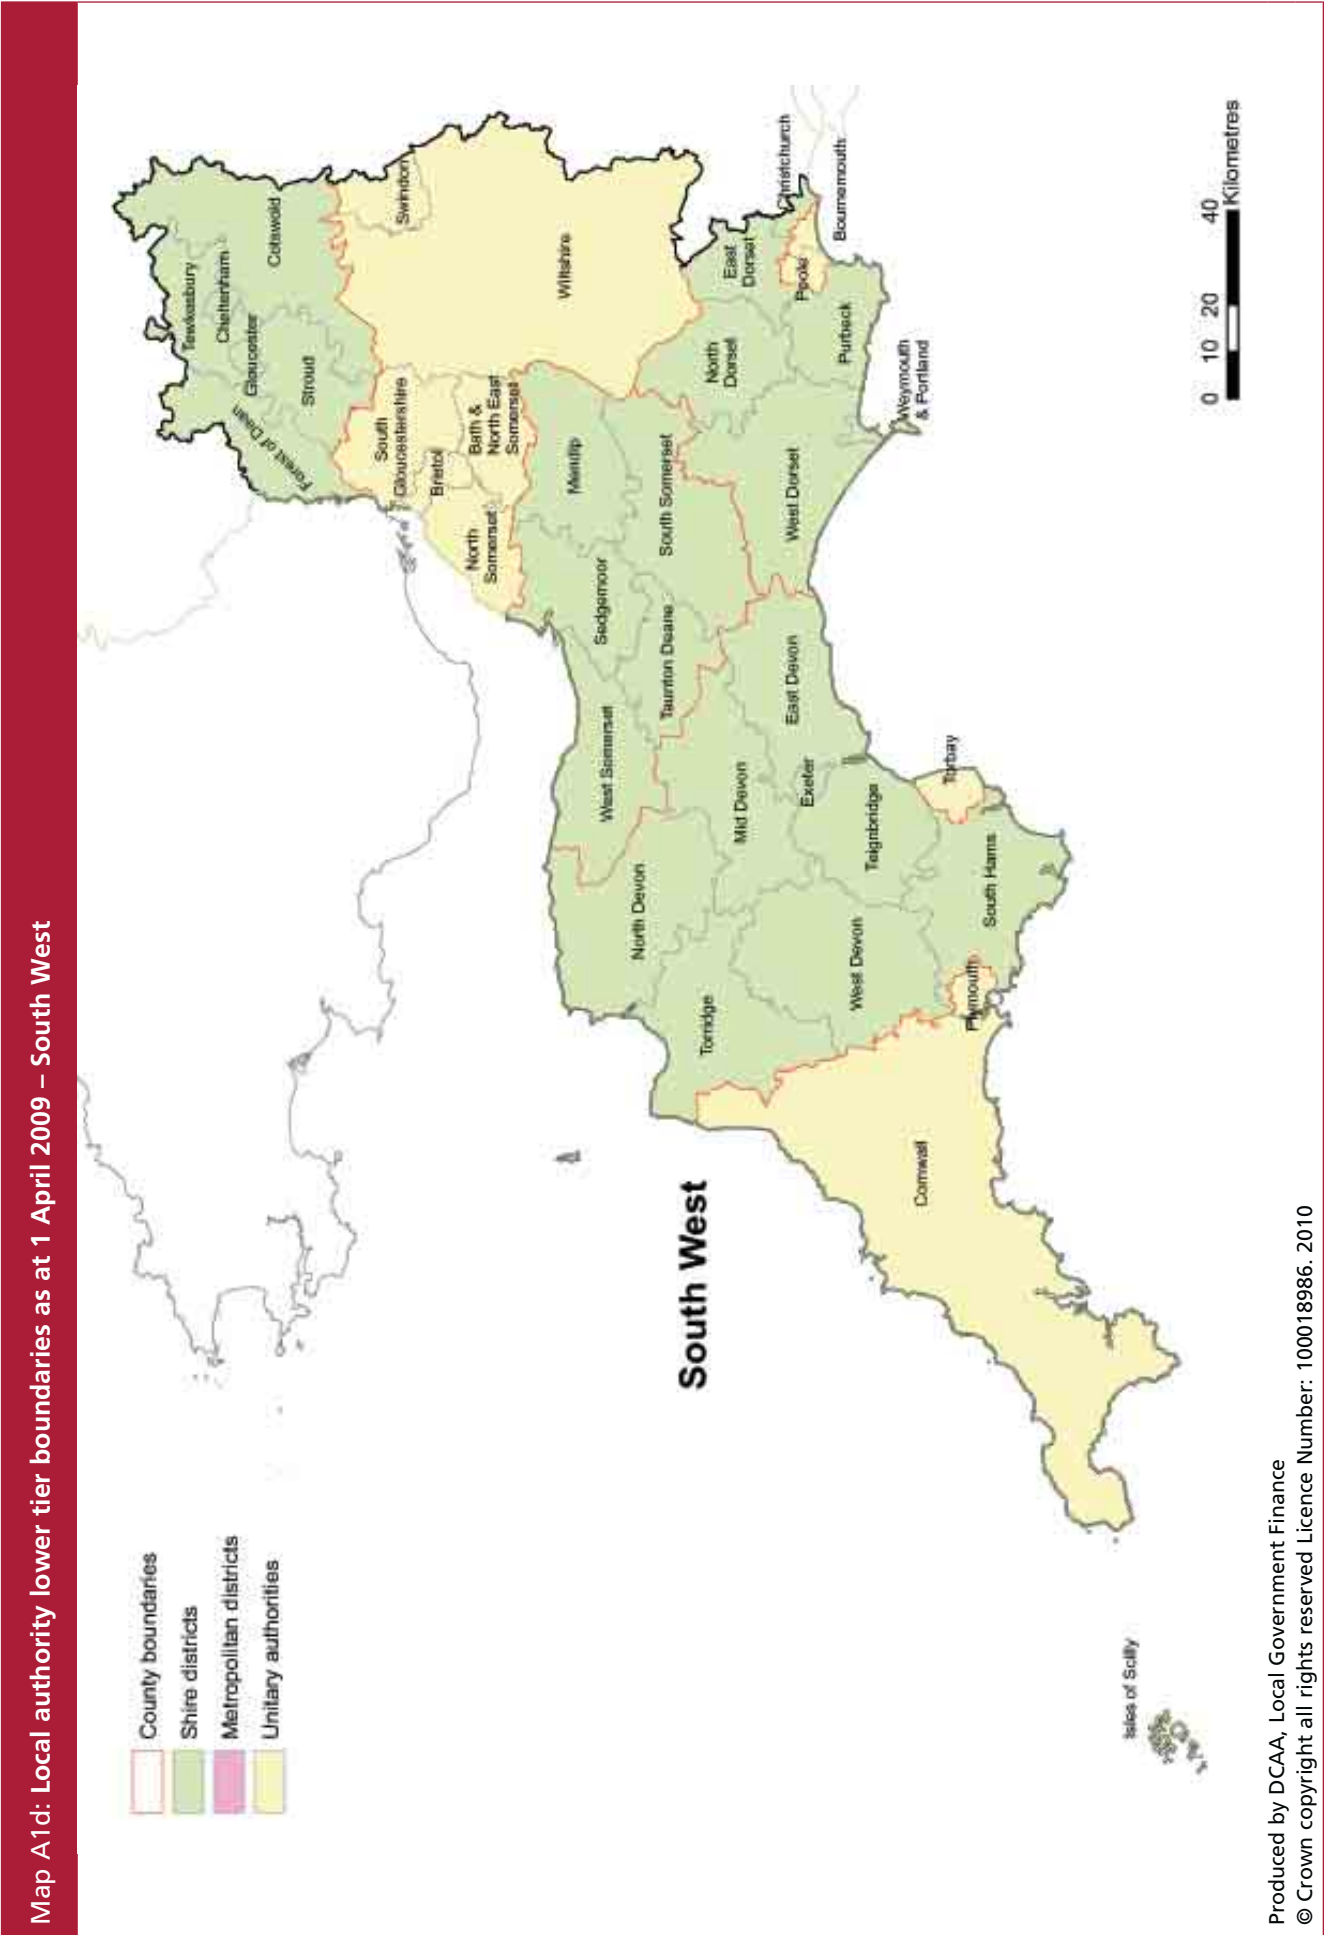 Map A1d: Local authority lower tier boundaries as at 1 April 2009 – South West
County boundaries
Shire districts
Metropolitan districts
Unitary authorities
South West
Tewkesbury
Cheltenham
Gloucester
Cotswold
Forest of Dean
Stroud
South
Gloucestershire
Swindon
Bristol
Bath &
North East
Somerset
North
Somerset
Wiltshire
Mendip
Sedgemoor
West Somerset
South Somerset
Taunton Deane
North Devon
Torridge
Mid Devon
North
Dorset
East
Dorset
Christchurch
Poole
Bournemouth
Purbeck
West Dorset
Weymouth
& Portland
East Devon
Exeter
West Devon
Teignbridge
Torbay
South Hams
Plymouth
Cornwall
Isles of Scilly
0 10 20 40
Kilometres
Produced by DCAA, Local Government Finance
© Crown copyright all rights reserved Licence Number: 100018986. 2010